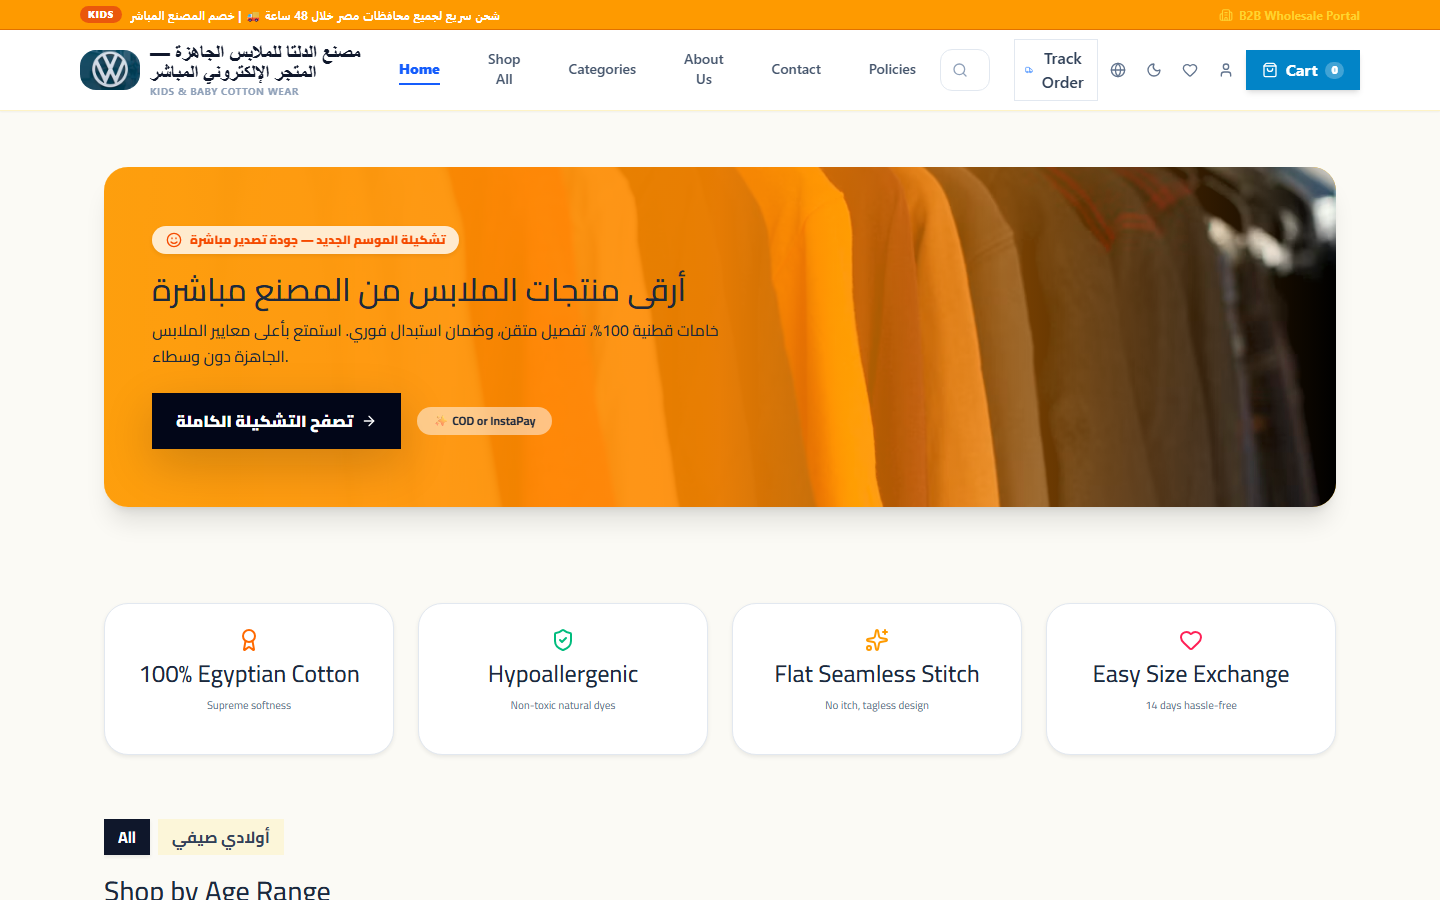 KIDS
شحن سريع لجميع محافظات مصر خلال 48 ساعة 🚚 | خصم المصنع المباشر
B2B Wholesale Portal
مصنع الدلتا للملابس الجاهزة —
المتجر الإلكتروني المباشر
KIDS & BABY COTTON WEAR
Home
Shop
All
Categories
About
Us
Contact
Policies
Track
Order
Cart 0
تشكيلة الموسم الجديد — جودة تصدير مباشرة
أرقى منتجات الملابس من المصنع مباشرة
خامات قطنية 100%، تفصيل متقن، وضمان استبدال فوري. استمتع بأعلى معايير الملابس
الجاهزة دون وسطاء.
تصفح التشكيلة الكاملة
✨ COD or InstaPay
100% Egyptian Cotton
Supreme softness
Hypoallergenic
Non-toxic natural dyes
Flat Seamless Stitch
No itch, tagless design
Easy Size Exchange
14 days hassle-free
All
أولادي صيفي
Shop by Age Range